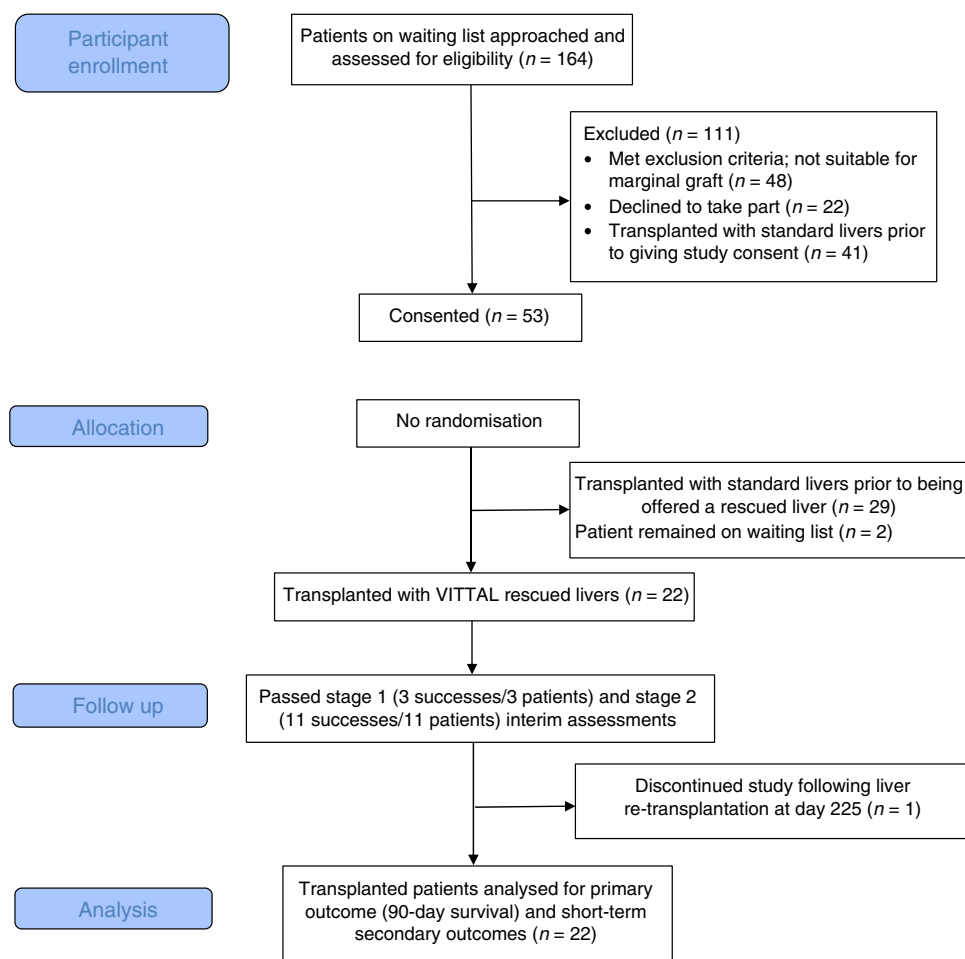 Participant
enrollment
Patients on waiting list approached and
assessed for eligibility (n = 164)
Excluded (n = 111)
• Met exclusion criteria; not suitable for
marginal graft (n = 48)
• Declined to take part (n = 22)
• Transplanted with standard livers prior
to giving study consent (n = 41)
Consented (n = 53)
Allocation
No randomisation
Transplanted with standard livers prior to being
offered a rescued liver (n = 29)
Patient remained on waiting list (n = 2)
Transplanted with VITTAL rescued livers (n = 22)
Follow up
Passed stage 1 (3 successes/3 patients) and stage 2
(11 successes/11 patients) interim assessments
Discontinued study following liver
re-transplantation at day 225 (n = 1)
Analysis
Transplanted patients analysed for primary
outcome (90-day survival) and short-term
secondary outcomes (n = 22)